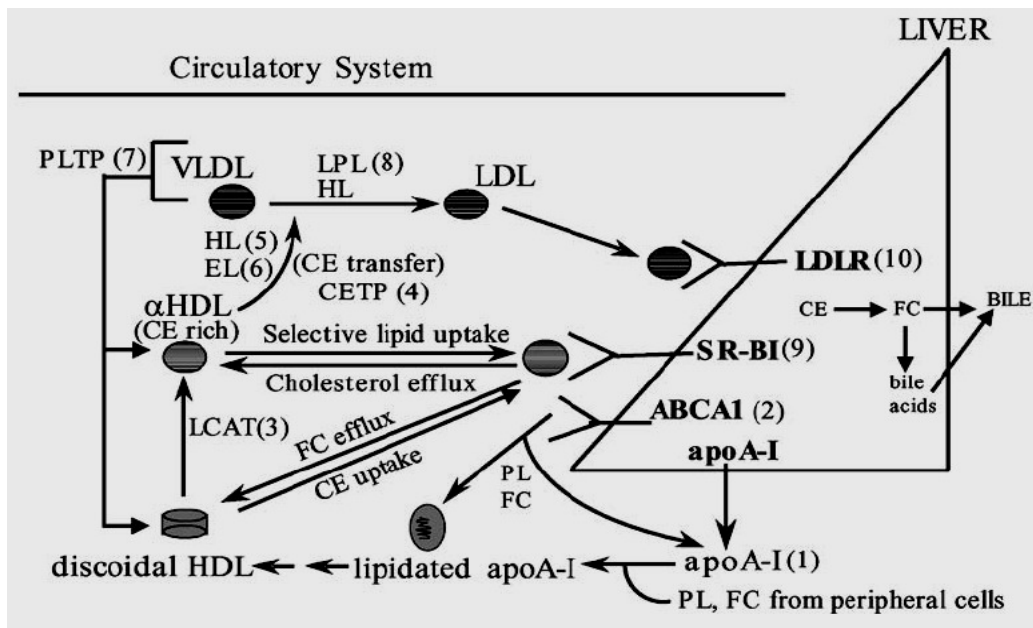 LIVER
Circulatory System
PLTP (7)
VLDL
LPL (8)
HL
LDL
HL (5)
EL(6)
(CE transfer)
CETP (4)
LDLR (10)
αHDL
(CE rich)
CE
FC
BILE
bile
acids
Selective lipid uptake
Cholesterol efflux
SR-BI (9)
LCAT(3)
FC efflux
CE uptake
ABCA1 (2)
apoA-I
PL
FC
discoidal HDL
lipidated apoA-I
apoA-I (1)
PL, FC from peripheral cells